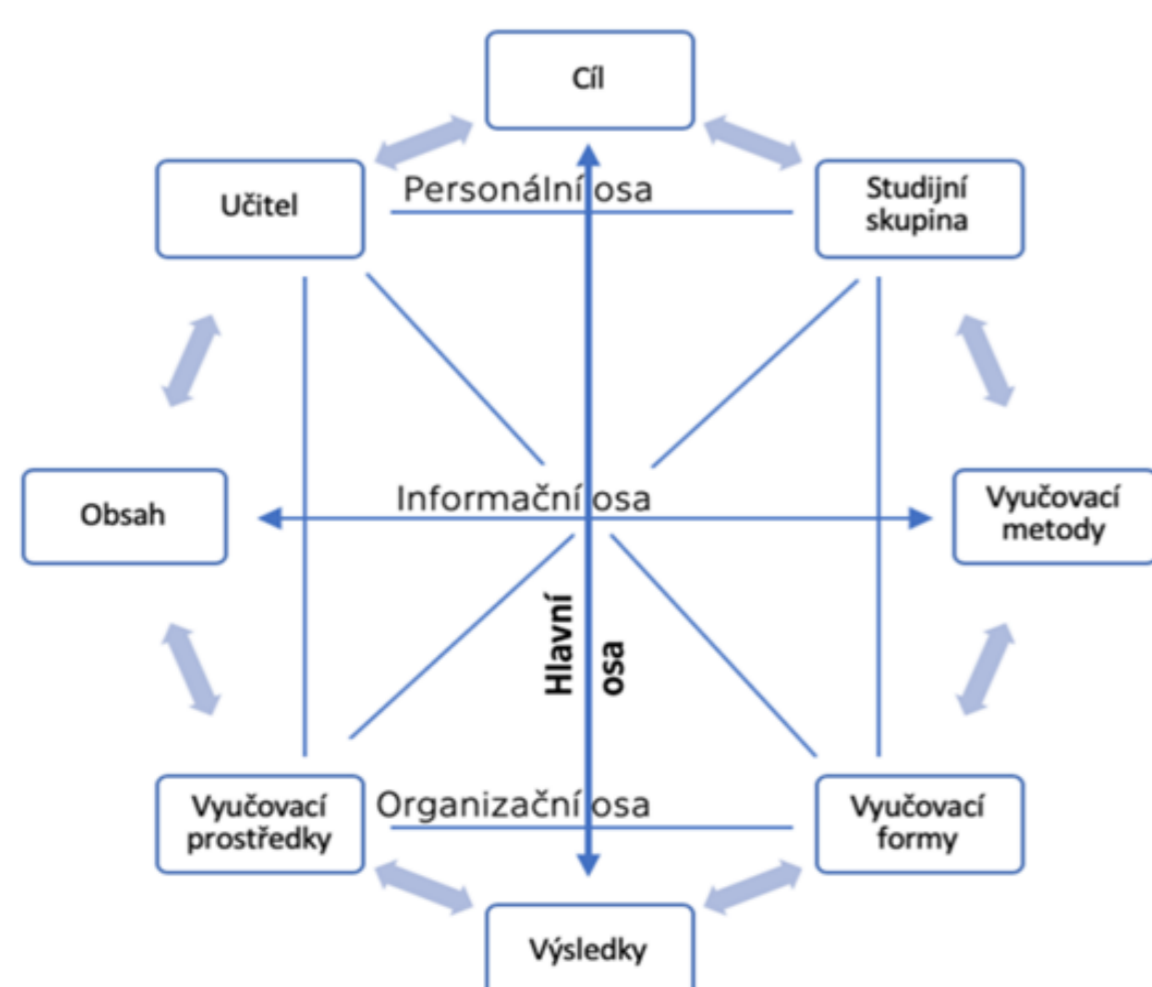 Cíl
Učitel
Personální osa
Studijní
skupina
Obsah
Informační osa
Vyučovací
metody
Hlavní
osa
Vyučovací
prostředky
Organizační osa
Vyučovací
formy
Výsledky